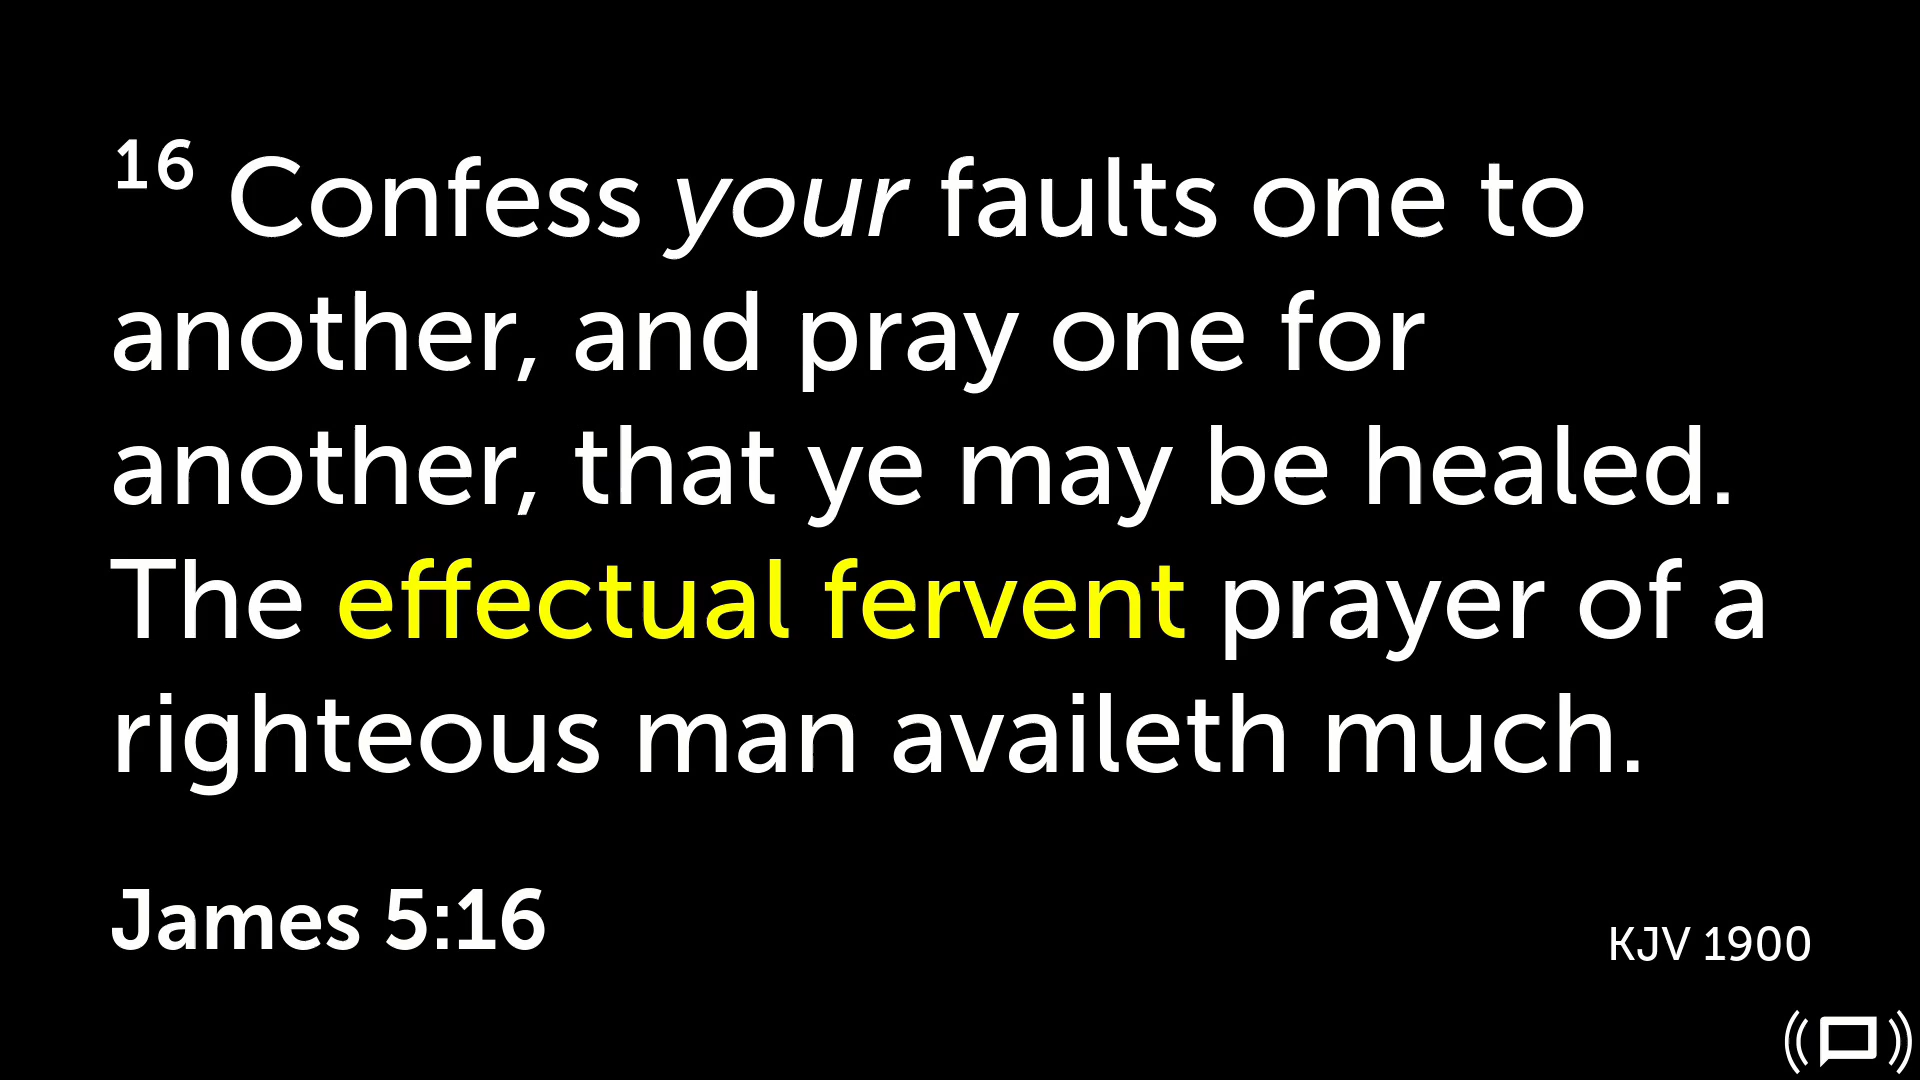 16 Confess your faults one to
another, and pray one for
another, that ye may be healed.
The effectual fervent prayer of a
righteous man availeth much.
James 5:16
KJV 1900